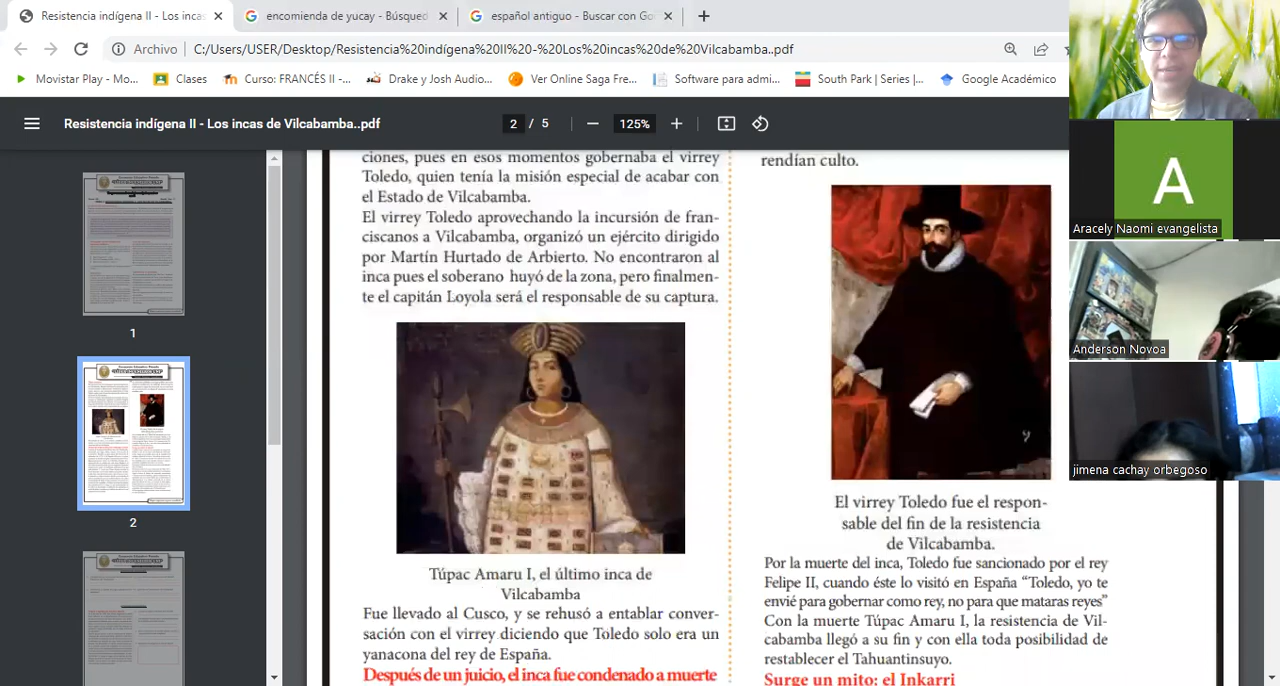 Resistencia indígena II - Los incas
encomienda de yucay - Búsqued
español antiguo - Buscar con Go
Archivo
C:/Users/USER/Desktop/Resistencia%20indígena%20II%20-%20Los%20incas%20de%20Vilcabamba..pdf
Movistar Play - Mo...
Clases
Curso: FRANCÉS II -...
Drake y Josh Audio...
Ver Online Saga Fre...
Software para admi...
South Park | Series |...
Google Académico
Resistencia indígena II - Los incas de Vilcabamba..pdf
2 / 5
125%
1
2
ciones, pues en esos momentos gobernaba el virrey
Toledo, quien tenía la misión especial de acabar con
el Estado de Vilcabamba.
El virrey Toledo aprovechando la incursión de fran-
ciscanos a Vilcabamba, organizó un ejército dirigido
por Martín Hurtado de Arbierto. No encontraron al
inca pues el soberano huyó de la zona, pero finalmen-
te el capitán Loyola será el responsable de su captura.
Túpac Amaru I, el último inca de
Vilcabamba
Fue llevado al Cusco, y se rehusó a entablar conver-
sación con el virrey diciendo que Toledo solo era un
yanacona del rey de España.
Después de un juicio, el inca fue condenado a muerte
rendían culto.
El virrey Toledo fue el respon-
sable del fin de la resistencia
de Vilcabamba.
Por la muerte del inca, Toledo fue sancionado por el rey
Felipe II, cuando éste lo visitó en España “Toledo, yo te
envié para gobernar como rey, no para que mataras reyes”
Con la muerte Túpac Amaru I, la resistencia de Vil-
cabamba llegó a su fin y con ella toda posibilidad de
restablecer el Tahuantinsuyo.
Surge un mito: el Inkarri
A
Aracely Naomi evangelista
Anderson Novoa
jimena cachay orbegoso